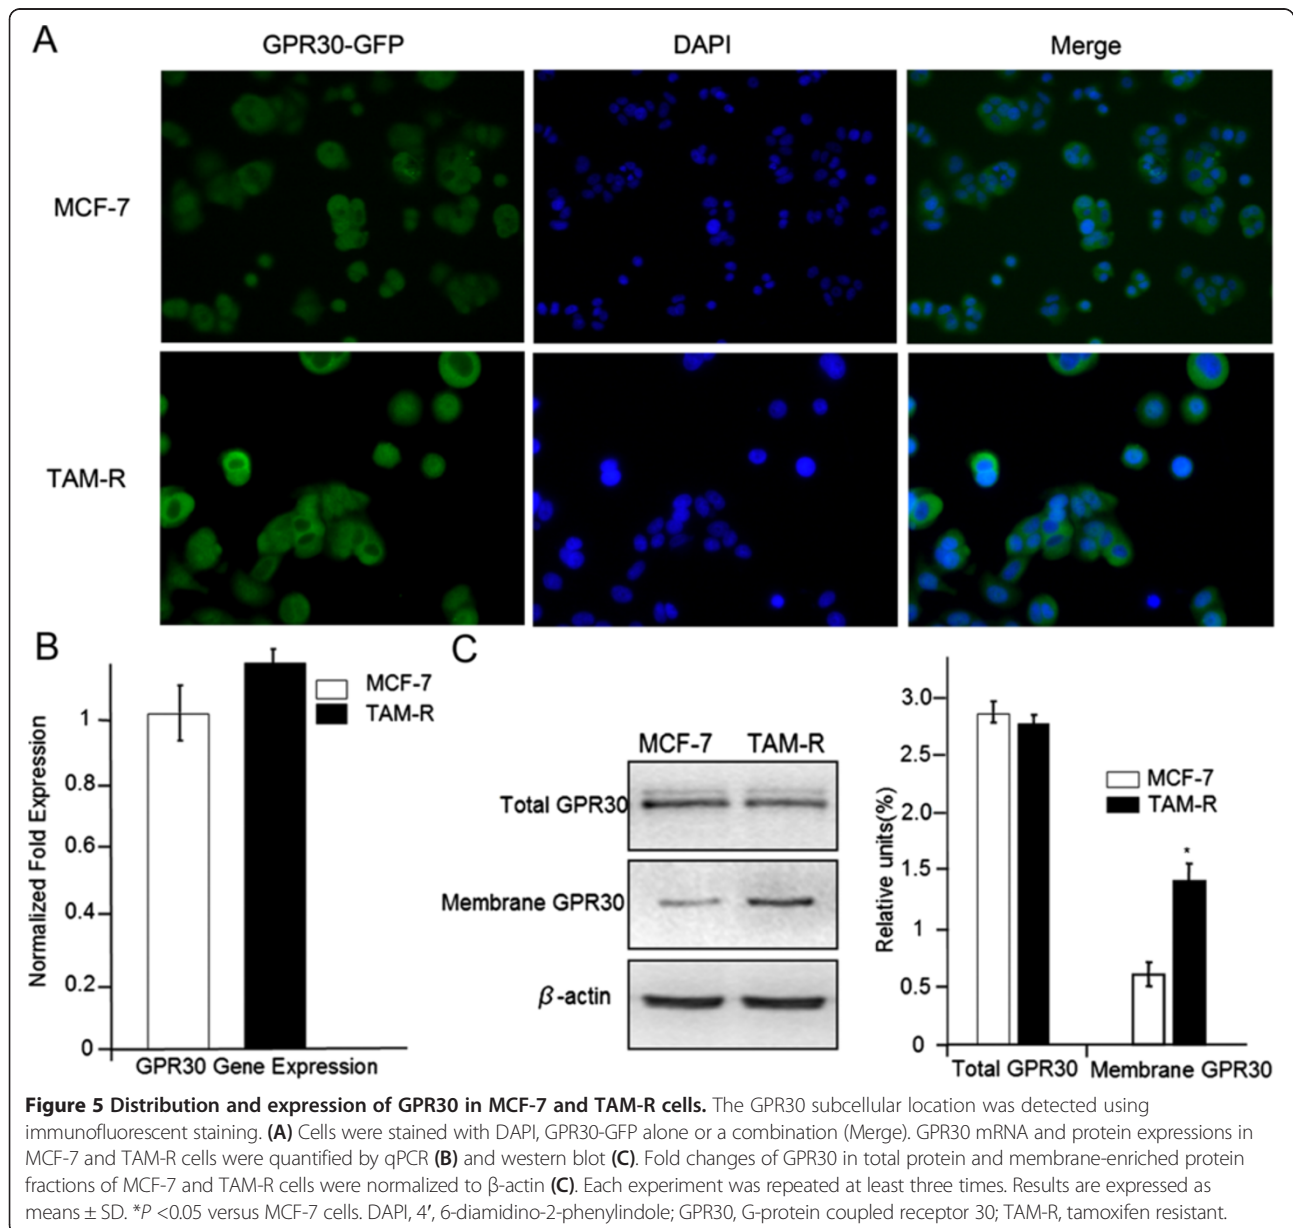 A
GPR30-GFP
DAPI
Merge
MCF-7
TAM-R
B
Normalized Fold Expression
1
0.8
0.6
0.4
0.2
0
MCF-7
TAM-R
GPR30 Gene Expression
C
MCF-7 TAM-R
Total GPR30
Membrane GPR30
β-actin
Relative units(%)
3.0
2.5
2.0
1.5
1
0.5
0
MCF-7
TAM-R
*
Total GPR30 Membrane GPR30
Figure 5 Distribution and expression of GPR30 in MCF-7 and TAM-R cells. The GPR30 subcellular location was detected using
immunofluorescent staining. (A) Cells were stained with DAPI, GPR30-GFP alone or a combination (Merge). GPR30 mRNA and protein expressions in
MCF-7 and TAM-R cells were quantified by qPCR (B) and western blot (C). Fold changes of GPR30 in total protein and membrane-enriched protein
fractions of MCF-7 and TAM-R cells were normalized to β-actin (C). Each experiment was repeated at least three times. Results are expressed as
means ± SD. *P <0.05 versus MCF-7 cells. DAPI, 4′, 6-diamidino-2-phenylindole; GPR30, G-protein coupled receptor 30; TAM-R, tamoxifen resistant.